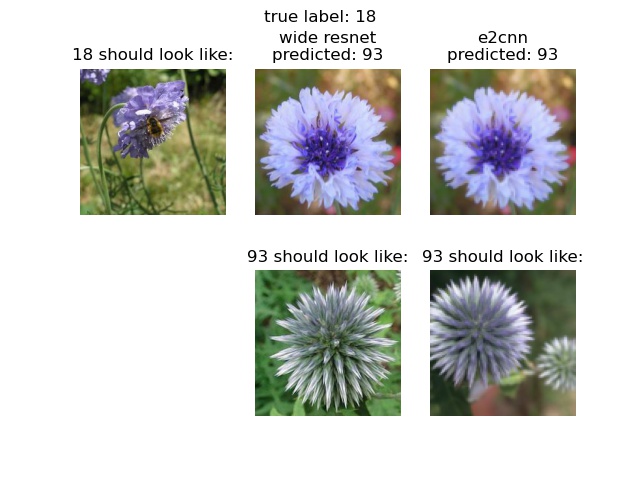 true label: 18
18 should look like:
wide resnet
predicted: 93
e2cnn
predicted: 93
93 should look like:
93 should look like: